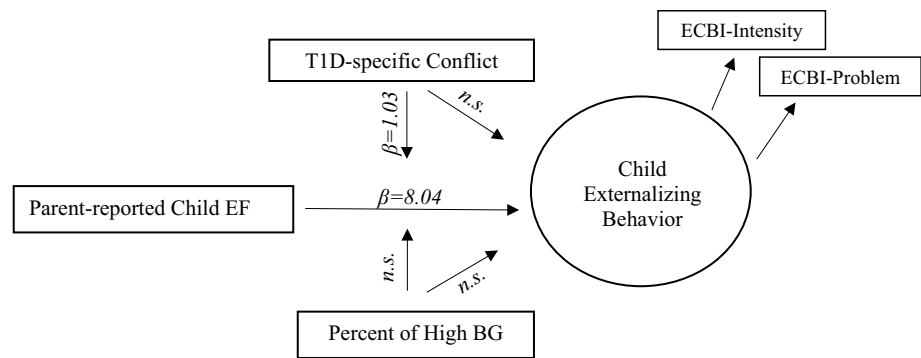 ECBI-Intensity
T1D-specific Conflict
ECBI-Problem
n.s.
β=1.03
Child
Externalizing
Behavior
Parent-reported Child EF
β=8.04
n.s.
n.s.
Percent of High BG